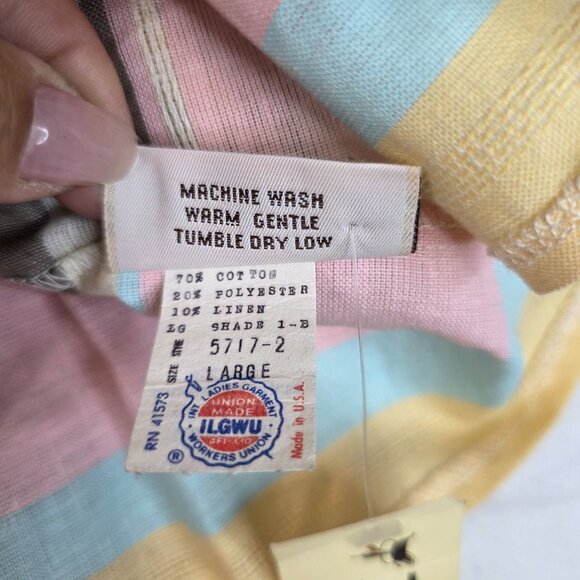 MACHINE WASH
WARM GENTLE
TUMBLE DRY LOW
70% COTTON
20% POLYESTER
10% LINEN
LG SHADE 1-B
STYLE 5717-2
SIZE LARGE
RN 41573
INT'L LADIES GARMENT
UNION
MADE
ILGWU
AFL-CIO
WORKERS UNION
®
Made in U.S.A.